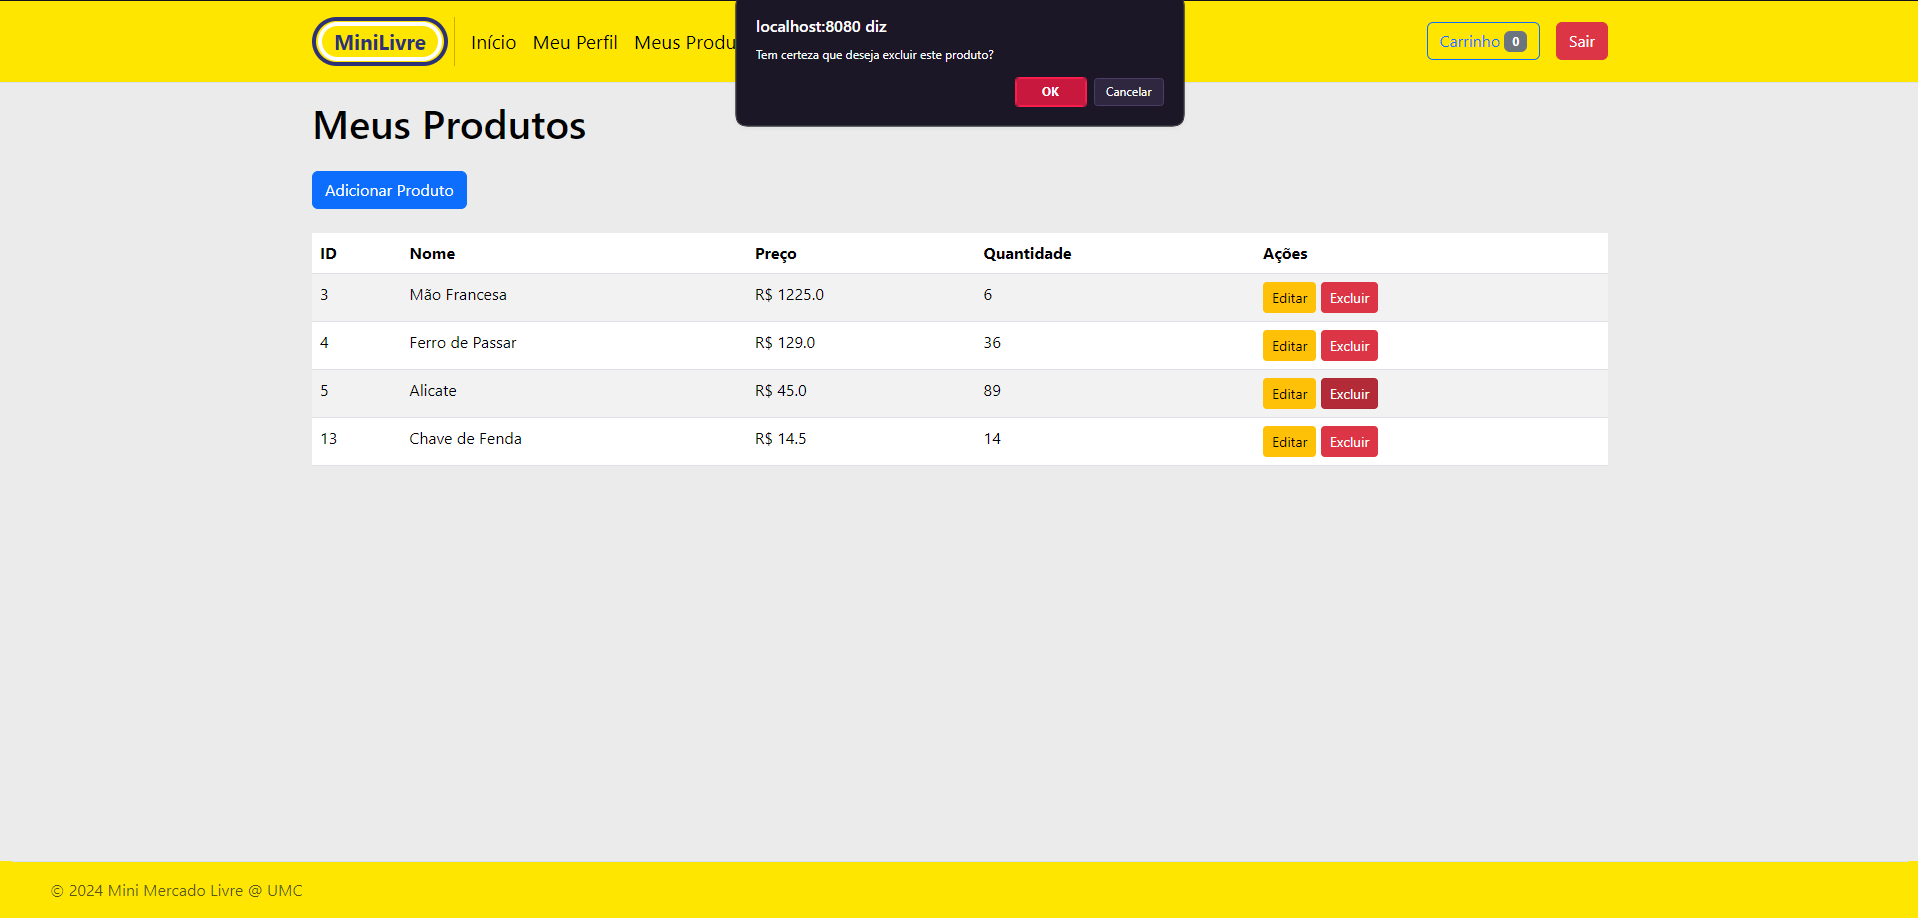 MiniLivre
Início Meu Perfil Meus Produ
localhost:8080 diz
Tem certeza que deseja excluir este produto?
OK Cancelar
Carrinho 0 Sair
Meus Produtos
Adicionar Produto
ID Nome Preço Quantidade Ações
3 Mão Francesa R$ 1225.0 6 Editar Excluir
4 Ferro de Passar R$ 129.0 36 Editar Excluir
5 Alicate R$ 45.0 89 Editar Excluir
13 Chave de Fenda R$ 14.5 14 Editar Excluir
© 2024 Mini Mercado Livre @ UMC